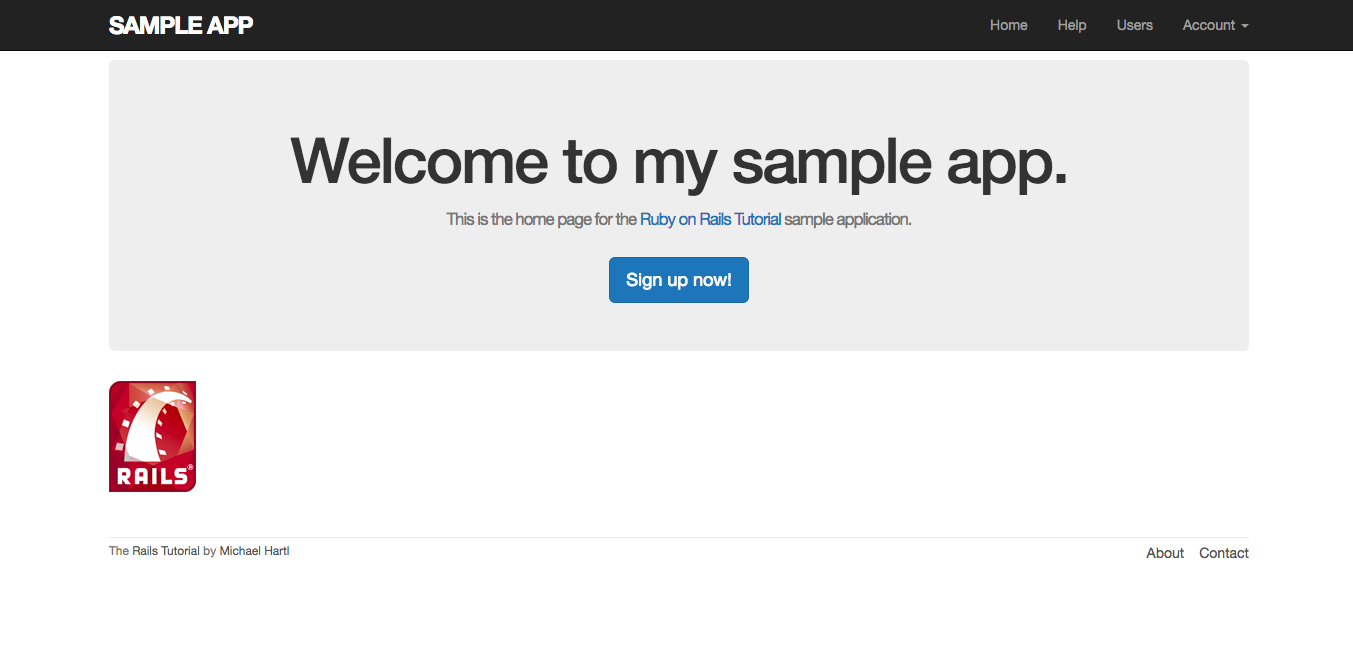 SAMPLE APP Home Help Users Account
Welcome to my sample app.
This is the home page for the Ruby on Rails Tutorial sample application.
Sign up now!
RAILS®
The Rails Tutorial by Michael Hartl About Contact